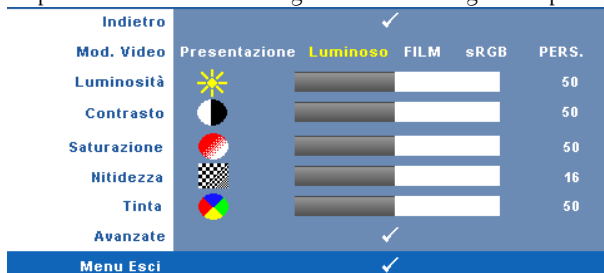 Indietro
Mod. Video Presentazione Luminoso FILM sRGB PERS.
Luminosità 50
Contrasto 50
Saturazione 50
Nitidezza 16
Tinta 50
Avanzate
Menu Esci